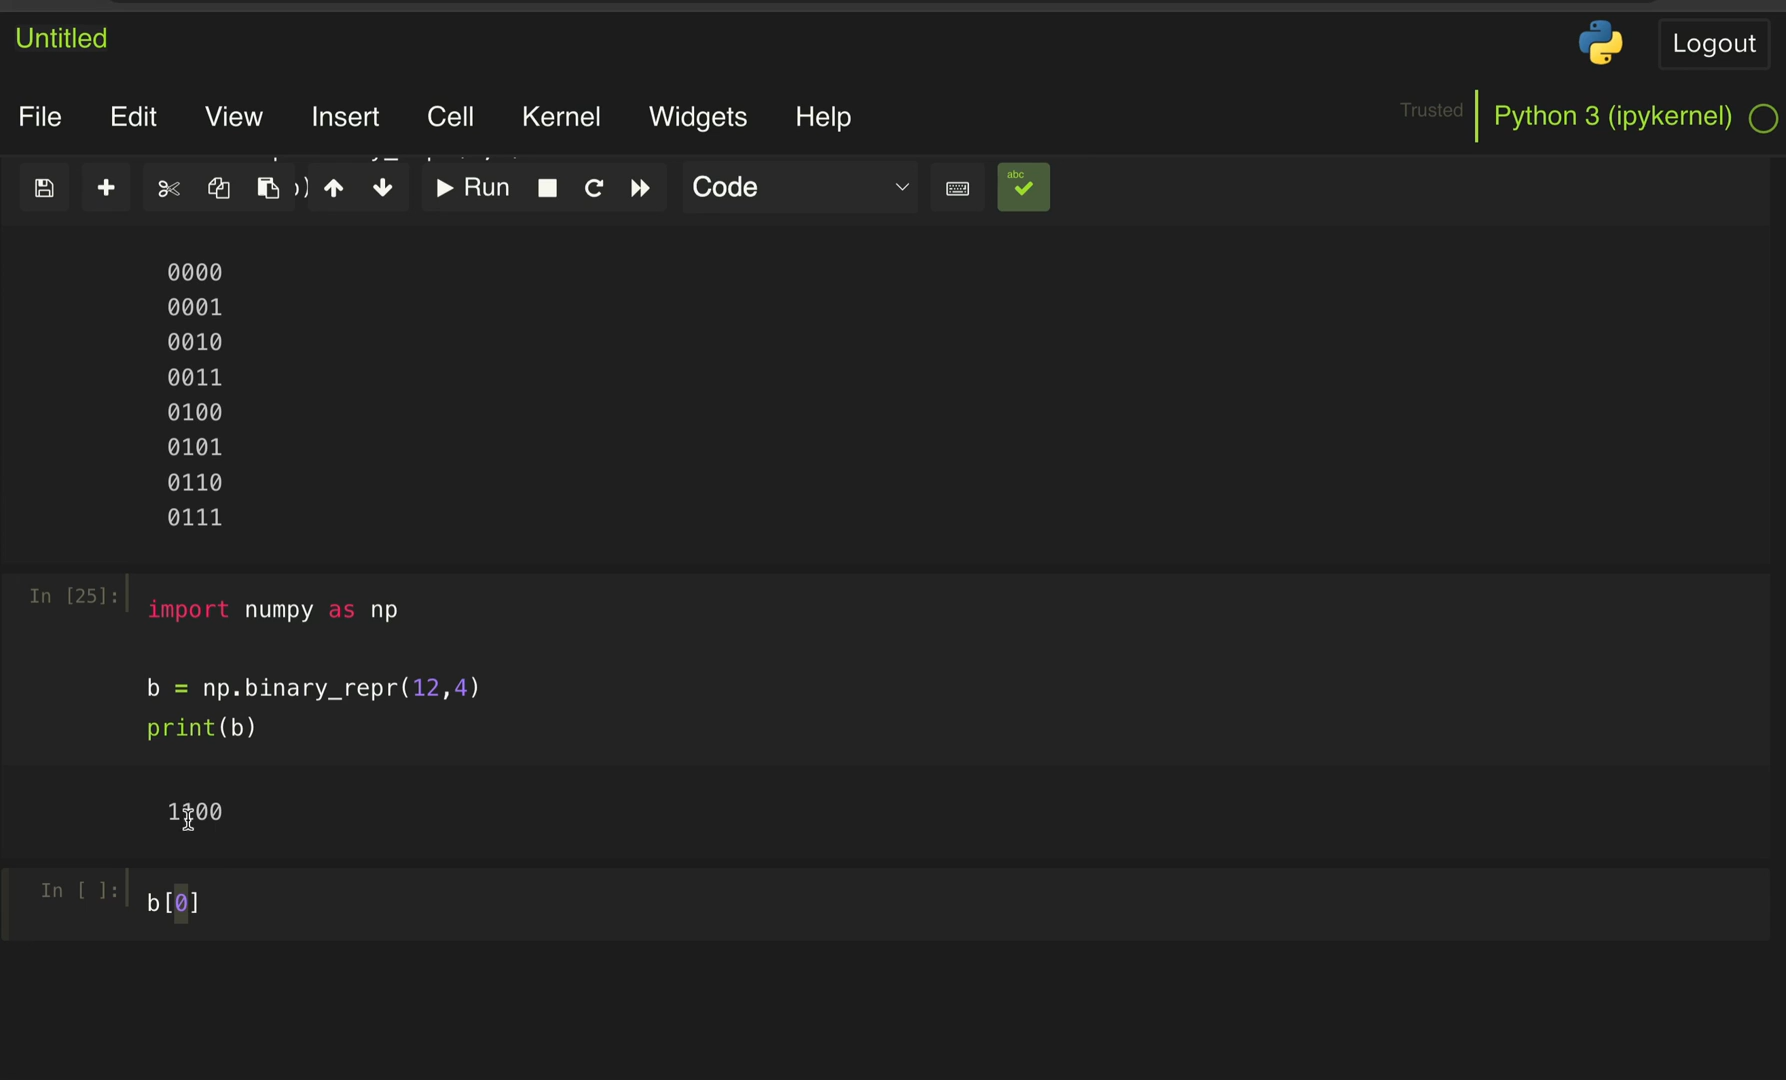 Untitled
Logout
File Edit View Insert Cell Kernel Widgets Help
Trusted Python 3 (ipykernel)
Run Code abc
0000
0001
0010
0011
0100
0101
0110
0111
In [25]: import numpy as np
b = np.binary_repr(12,4)
print(b)
1100
In [ ]: b[0]